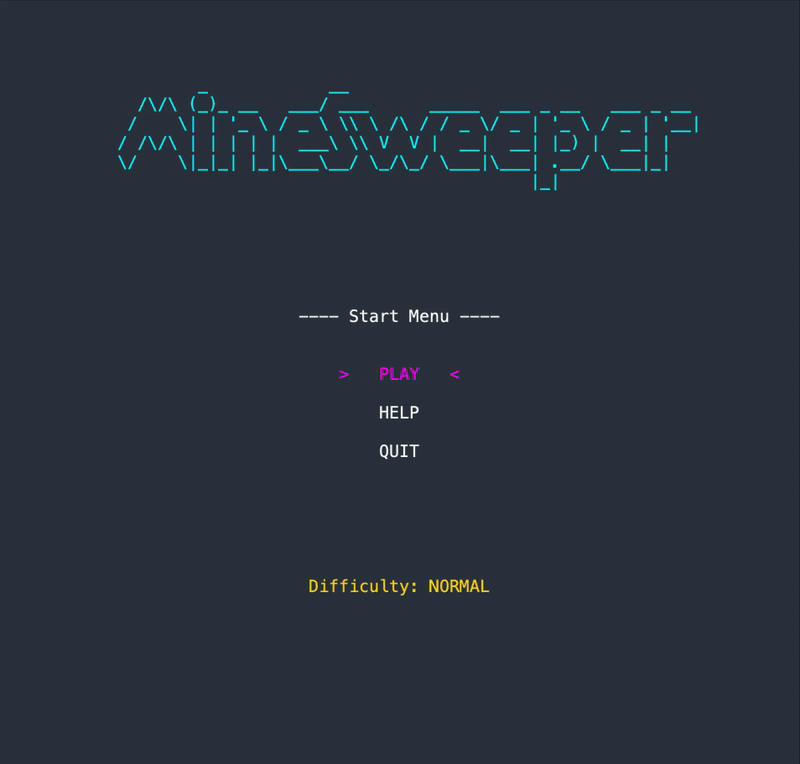 Minesweeper
---- Start Menu ----
> PLAY <
HELP
QUIT
Difficulty: NORMAL